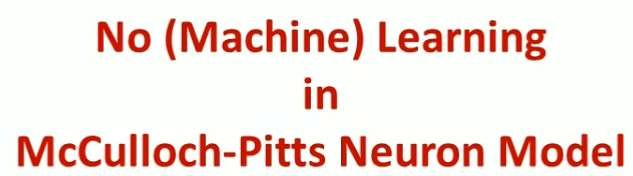 No (Machine) Learning
in
McCulloch-Pitts Neuron Model